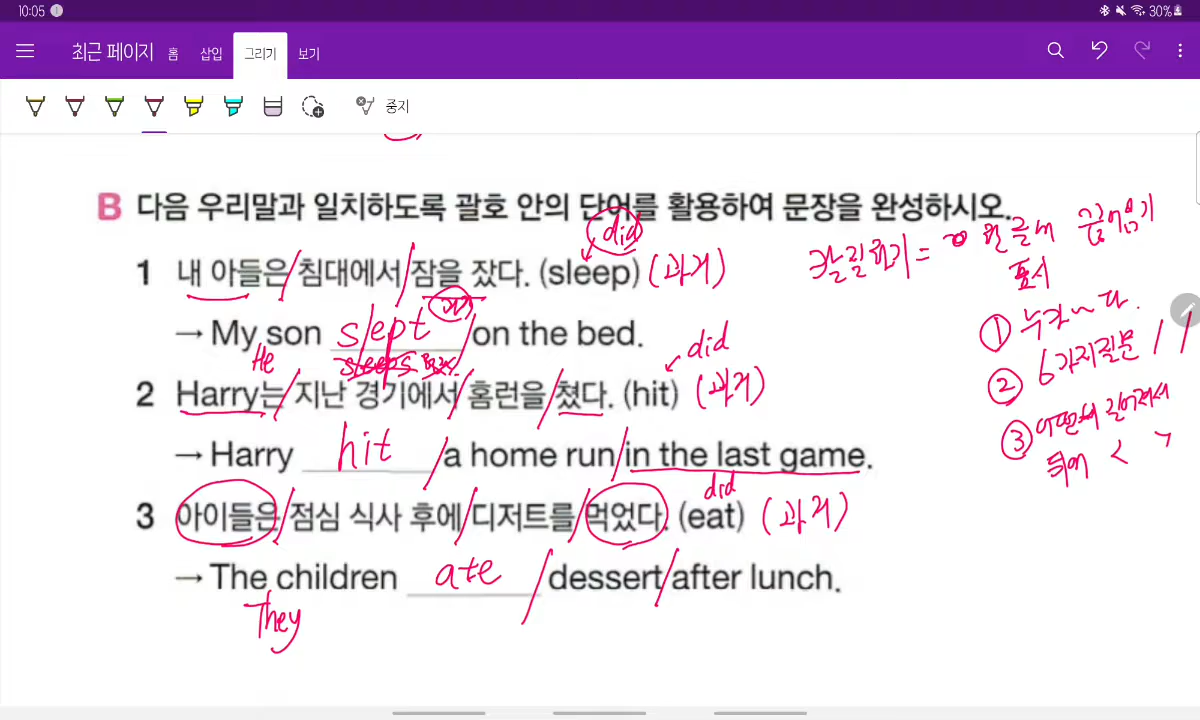 10:05 30%
최근 페이지 홈 삽입 그리기 보기
중지
B 다음 우리말과 일치하도록 괄호 안의 단어를 활용하여 문장을 완성하시오.
did
1 내 아들은/침대에서/잠을 잤다. (sleep) (과거)
→ My son slept /on the bed.
He
did
2 Harry는/지난 경기에서/홈런을/쳤다. (hit) (과거)
→ Harry hit /a home run/in the last game.
did
3 아이들은/점심 식사 후에/디저트를/먹었다. (eat) (과거)
→ The children ate /dessert/after lunch.
They
끊어읽기
표시
①
② 6가지질문 / /
③
< >